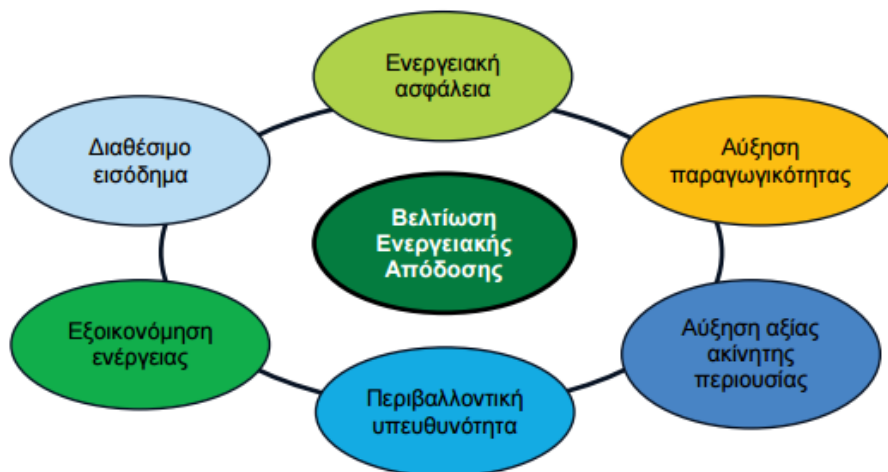 Ενεργειακή
ασφάλεια
Διαθέσιμο
εισόδημα
Αύξηση
παραγωγικότητας
Βελτίωση
Ενεργειακής
Απόδοσης
Εξοικονόμηση
ενέργειας
Αύξηση αξίας
ακίνητης
περιουσίας
Περιβαλλοντική
υπευθυνότητα